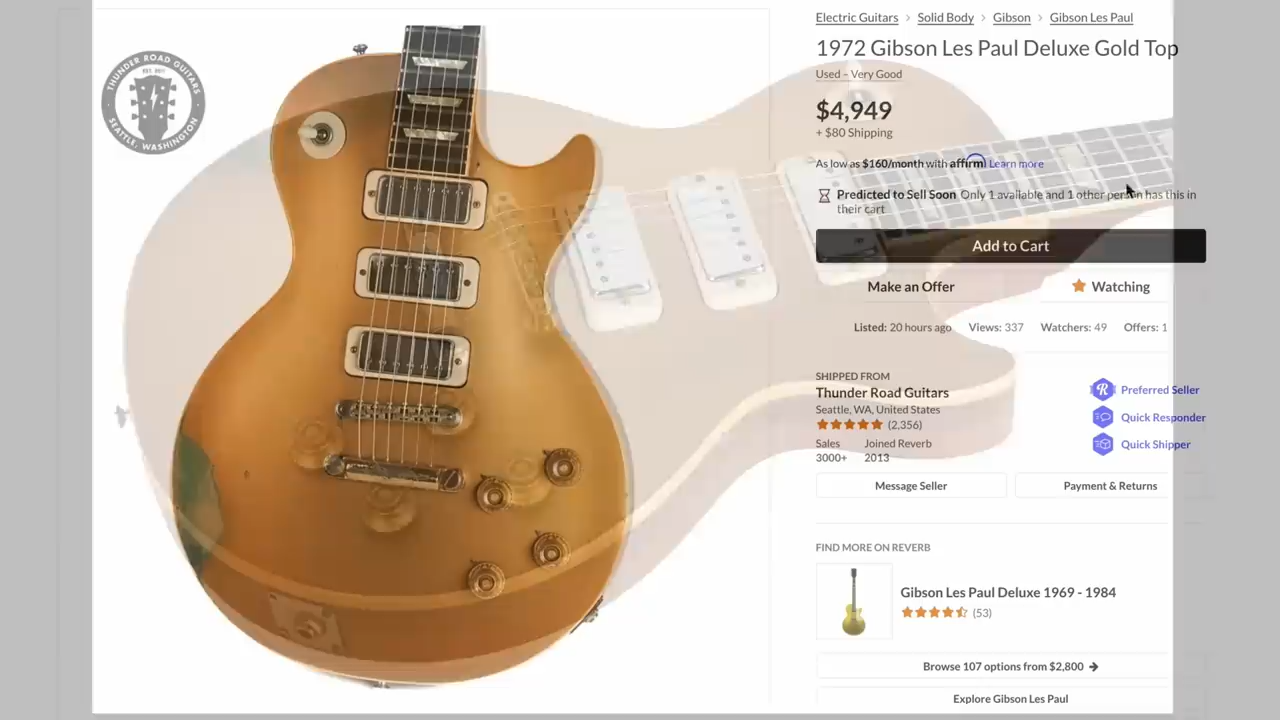 THUNDER ROAD GUITARS
EST. 2011
SEATTLE, WASHINGTON
Electric Guitars > Solid Body > Gibson > Gibson Les Paul
1972 Gibson Les Paul Deluxe Gold Top
Used – Very Good
$4,949
+ $80 Shipping
As low as $160/month with affirm Learn more
Predicted to Sell Soon Only 1 available and 1 other person has this in
their cart
Add to Cart
Make an Offer
Watching
Listed: 20 hours ago Views: 337 Watchers: 49 Offers: 1
SHIPPED FROM
Thunder Road Guitars
Seattle, WA, United States
(2,356)
Sales Joined Reverb
3000+ 2013
Preferred Seller
Quick Responder
Quick Shipper
Message Seller
Payment & Returns
FIND MORE ON REVERB
Gibson Les Paul Deluxe 1969 - 1984
(53)
Browse 107 options from $2,800 →
Explore Gibson Les Paul